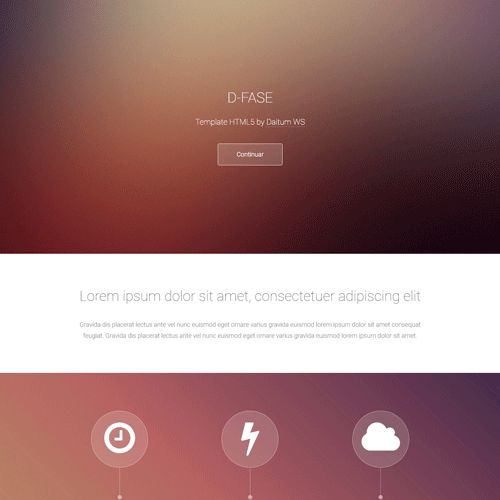 D-FASE
Template HTML5 by Daitum WS
Continuar
Lorem ipsum dolor sit amet, consectetuer adipiscing elit
Gravida dis placerat lectus ante vel nunc euismod eget ornare varius gravida euismod lorem ipsum dolor sit amet consequat
feugiat. Gravida dis placerat lectus ante vel nunc euismod eget ornare varius gravida euismod lorem ipsum dolor sit amet.